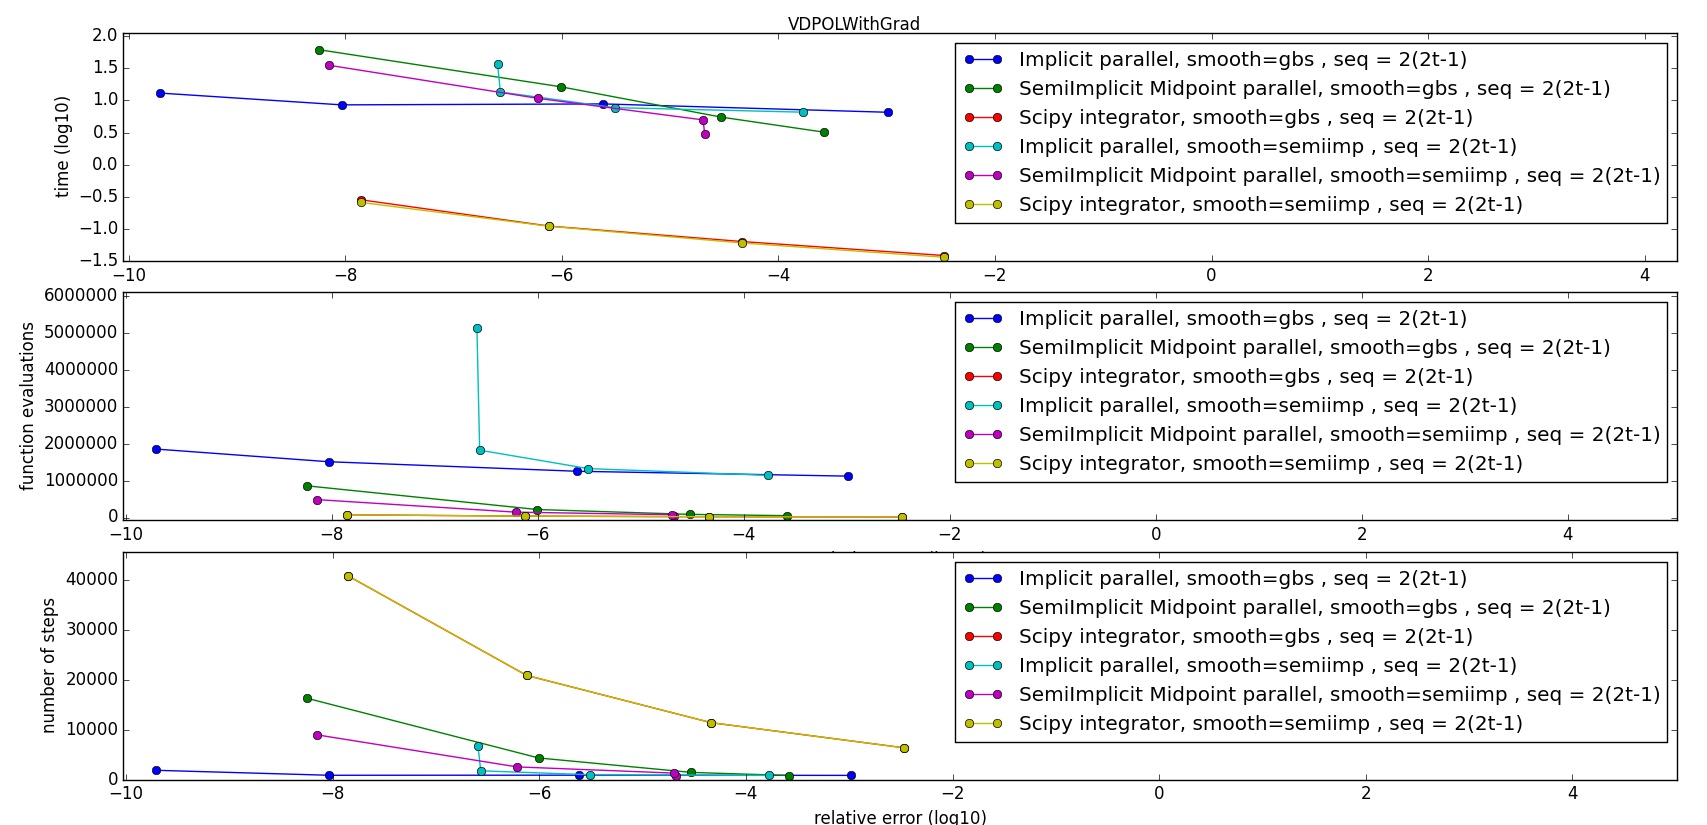 VDPOLWithGrad
time (log10)
2.0
1.5
1.0
0.5
0.0
−0.5
−1.0
−1.5
Implicit parallel, smooth=gbs , seq = 2(2t-1)
SemiImplicit Midpoint parallel, smooth=gbs , seq = 2(2t-1)
Scipy integrator, smooth=gbs , seq = 2(2t-1)
Implicit parallel, smooth=semiimp , seq = 2(2t-1)
SemiImplicit Midpoint parallel, smooth=semiimp , seq = 2(2t-1)
Scipy integrator, smooth=semiimp , seq = 2(2t-1)
−10 −8 −6 −4 −2 0 2 4
function evaluations
6000000
5000000
4000000
3000000
2000000
1000000
0
Implicit parallel, smooth=gbs , seq = 2(2t-1)
SemiImplicit Midpoint parallel, smooth=gbs , seq = 2(2t-1)
Scipy integrator, smooth=gbs , seq = 2(2t-1)
Implicit parallel, smooth=semiimp , seq = 2(2t-1)
SemiImplicit Midpoint parallel, smooth=semiimp , seq = 2(2t-1)
Scipy integrator, smooth=semiimp , seq = 2(2t-1)
−10 −8 −6 −4 −2 0 2 4
number of steps
40000
30000
20000
10000
0
Implicit parallel, smooth=gbs , seq = 2(2t-1)
SemiImplicit Midpoint parallel, smooth=gbs , seq = 2(2t-1)
Scipy integrator, smooth=gbs , seq = 2(2t-1)
Implicit parallel, smooth=semiimp , seq = 2(2t-1)
SemiImplicit Midpoint parallel, smooth=semiimp , seq = 2(2t-1)
Scipy integrator, smooth=semiimp , seq = 2(2t-1)
−10 −8 −6 −4 −2 0 2 4
relative error (log10)